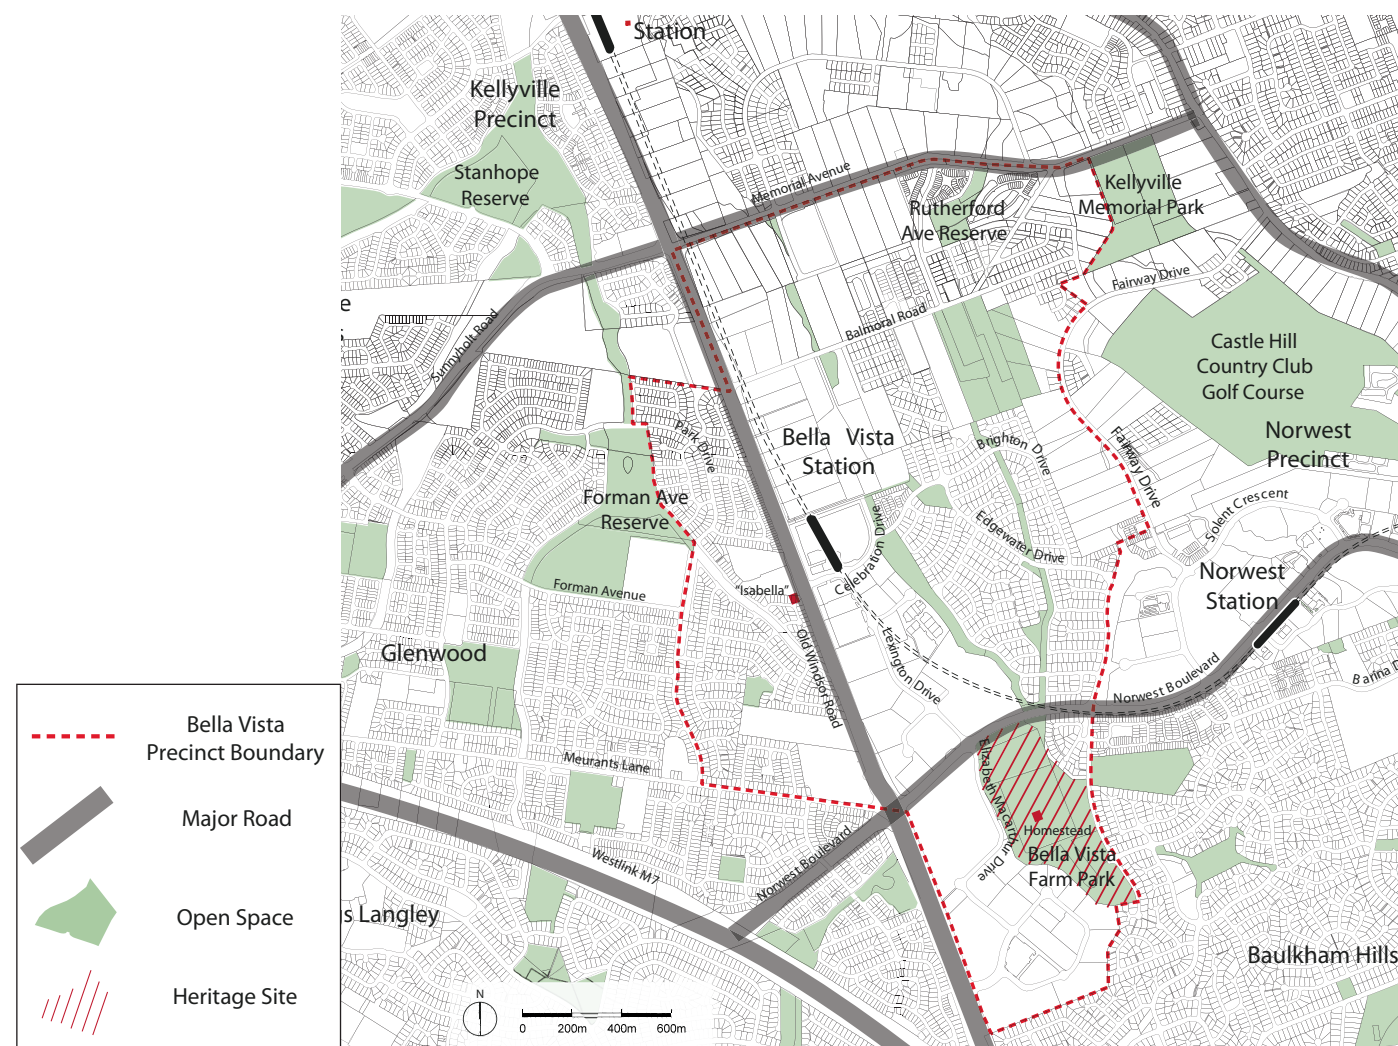 Station
Kellyville
Precinct
Stanhope
Reserve
Memorial Avenue
Kellyville
Memorial Park
Rutherford
Ave Reserve
Fairway Drive
e
Sunnyholt Road
Balmoral Road
Castle Hill
Country Club
Golf Course
Norwest
Precinct
Bella Vista
Station
Park Drive
Brighton Drive
Fairway Drive
Forman Ave
Reserve
Solent Crescent
Edgewater Drive
Celebration Drive
Norwest
Station
"Isabella"
Forman Avenue
Glenwood
Old Windsor Road
Lexington Drive
Norwest Boulevard
Barina D
Bella Vista
Precinct Boundary
Meurants Lane
Elizabeth Macarthur Drive
Major Road
Homestead
Bella Vista
Farm Park
Westlink M7
Norwest Boulevard
Open Space
s Langley
Baulkham Hills
Heritage Site
N
0 200m 400m 600m